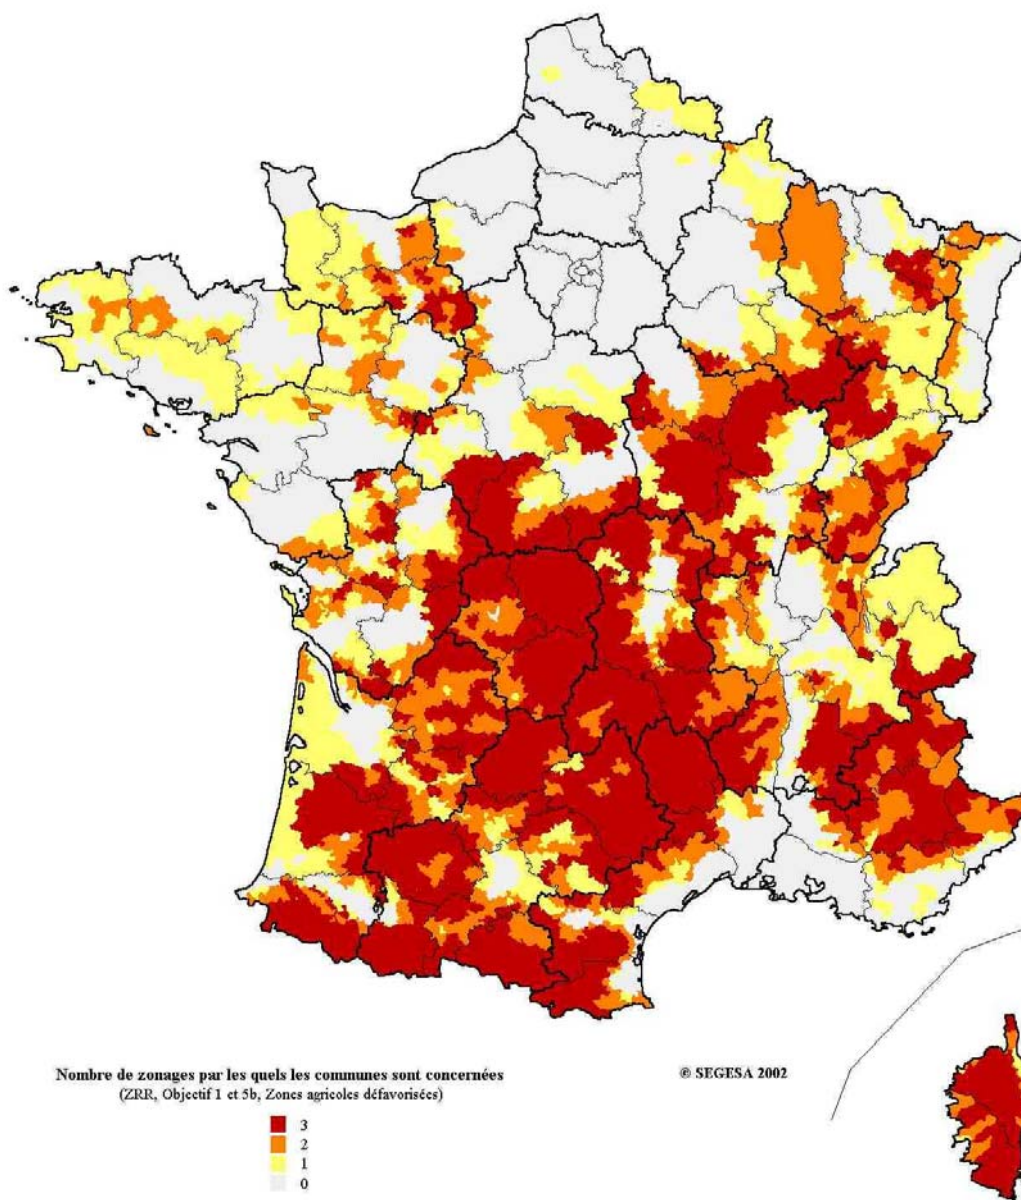 Nombre de zonages par les quels les communes sont concernées
(ZRR, Objectif 1 et 5b, Zones agricoles défavorisées)
© SEGESA 2002
3
2
1
0